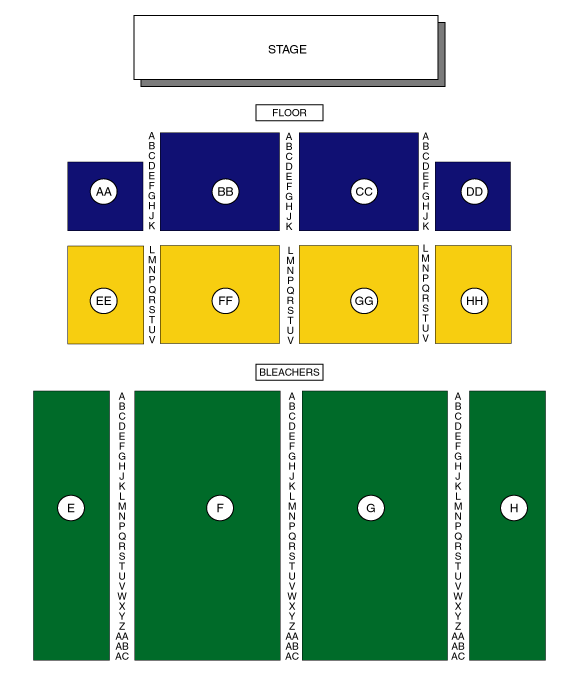 STAGE
FLOOR
A A A
B B B
C C C
D D D
E E E
F F F
AA BB CC DD
G G G
H H H
J J J
K K K
L L L
M M M
N N N
P P P
Q Q Q
R R R
EE FF GG HH
S S S
T T T
U U U
V V V
BLEACHERS
A A A
B B B
C C C
D D D
E E E
F F F
G G G
H H H
J J J
K K K
L L L
E M F M G M H
N N N
P P P
Q Q Q
R R R
S S S
T T T
U U U
V V V
W W W
X X X
Y Y Y
Z Z Z
AA AA AA
AB AB AB
AC AC AC